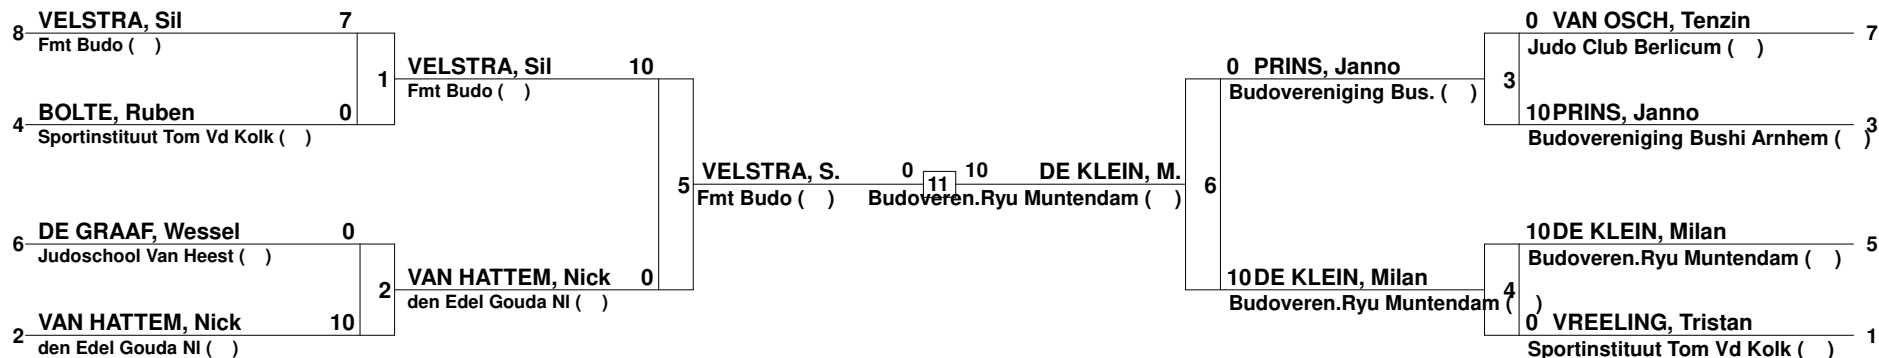 VELSTRA, Sil 7
8
Fmt Budo ( )
1
BOLTE, Ruben 0
4
Sportinstituut Tom Vd Kolk ( )
VELSTRA, Sil 10
Fmt Budo ( )
DE GRAAF, Wessel 0
6
Judoschool Van Heest ( )
2
VAN HATTEM, Nick 10
2
den Edel Gouda Nl ( )
VAN HATTEM, Nick 0
den Edel Gouda Nl ( )
5
VELSTRA, S. 0
Fmt Budo ( )
11
10 DE KLEIN, M.
Budoveren.Ryu Muntendam ( )
6
0 PRINS, Janno
Budovereniging Bus. ( )
10 DE KLEIN, Milan
Budoveren.Ryu Muntendam ( )
0 VAN OSCH, Tenzin
7
Judo Club Berlicum ( )
3
10 PRINS, Janno
3
Budovereniging Bushi Arnhem ( )
10 DE KLEIN, Milan
5
Budoveren.Ryu Muntendam ( )
4
0 VREELING, Tristan
1
Sportinstituut Tom Vd Kolk ( )